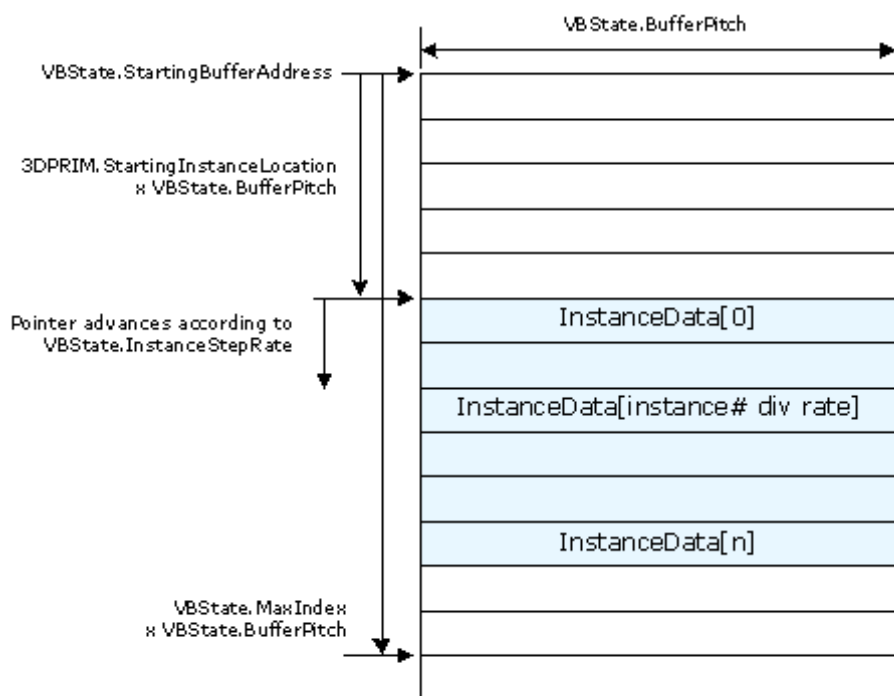 VBState.BufferPitch
VBState.StartingBufferAddress
3DPRIM.StartingInstanceLocation
x VBState.BufferPitch
InstanceData[0]
Pointer advances according to
VBState.InstanceStepRate
InstanceData[instance# div rate]
InstanceData[n]
VBState.MaxIndex
x VBState.BufferPitch